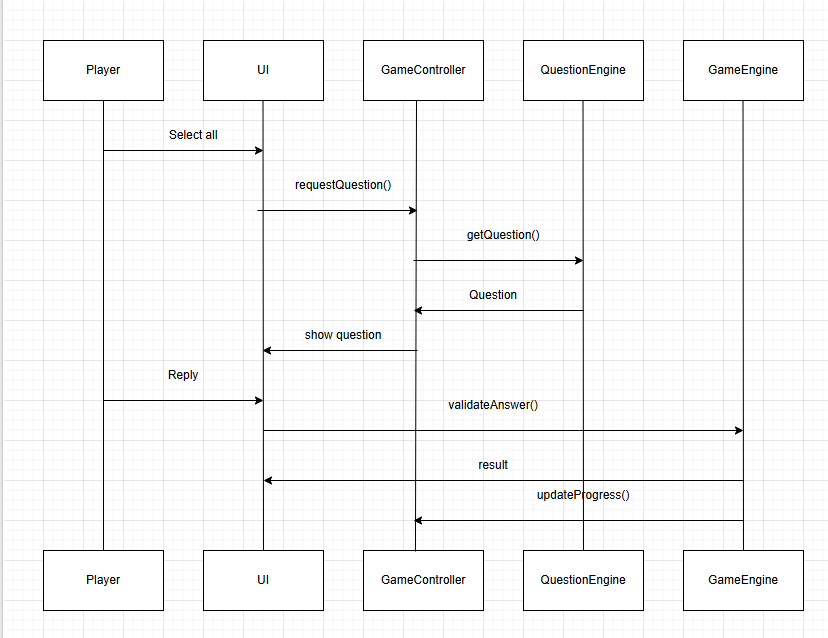 Player
UI
GameController
QuestionEngine
GameEngine
Select all
requestQuestion()
getQuestion()
Question
show question
Reply
validateAnswer()
result
updateProgress()
Player
UI
GameController
QuestionEngine
GameEngine